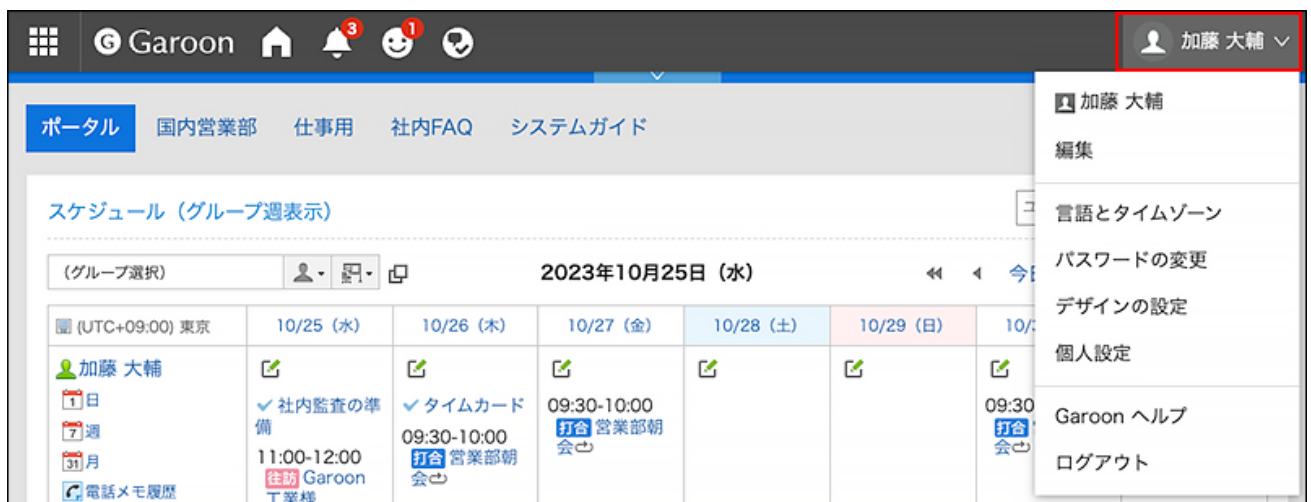 Garoon 3 1 加藤 大輔
加藤 大輔
編集
言語とタイムゾーン
パスワードの変更
デザインの設定
個人設定
Garoon ヘルプ
ログアウト
ポータル 国内営業部 仕事用 社内FAQ システムガイド
スケジュール（グループ週表示）
（グループ選択） 2023年10月25日（水）
(UTC+09:00) 東京 10/25（水） 10/26（木） 10/27（金） 10/28（土） 10/29（日）
加藤 大輔
1 日
7 週
31 月
電話メモ履歴
社内監査の準
備
11:00-12:00
往訪 Garoon
工業様
タイムカード
09:30-10:00
打合 営業部朝
会
09:30-10:00
打合 営業部朝
会
09:30
打合
会